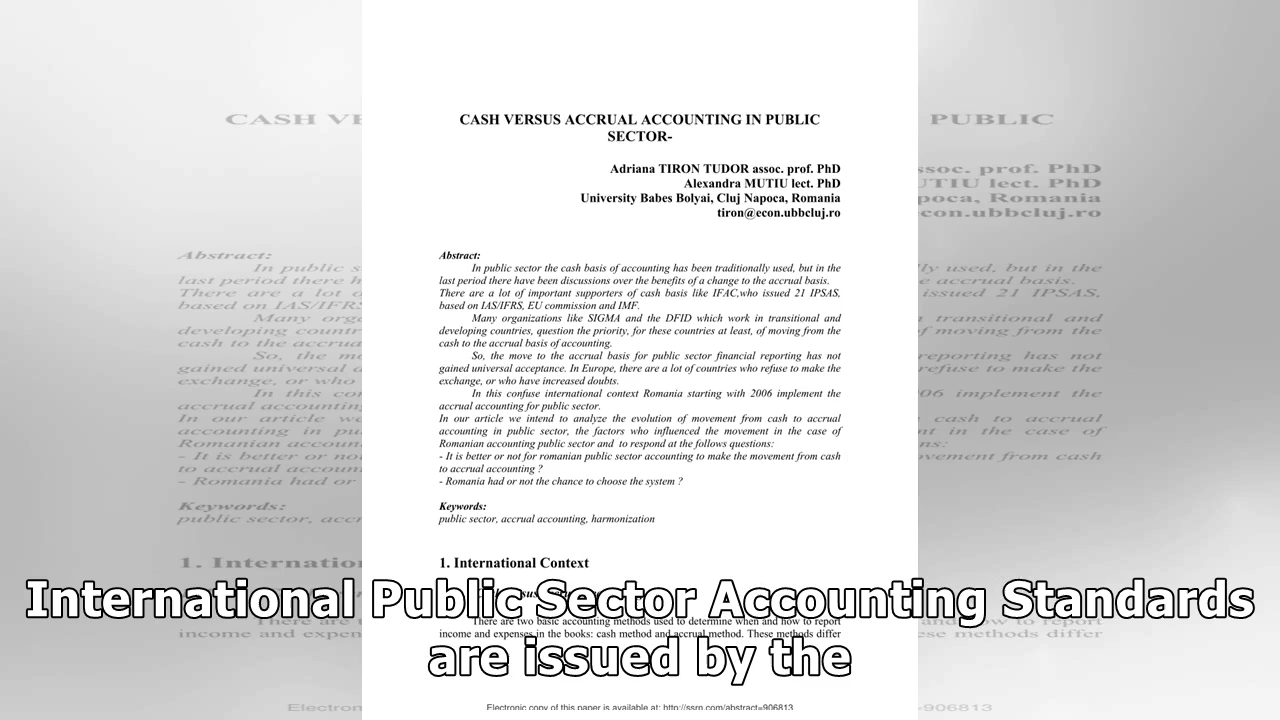 CASH VERSUS ACCRUAL ACCOUNTING IN PUBLIC
SECTOR-
Adriana TIRON TUDOR assoc. prof. PhD
Alexandra MUTIU lect. PhD
University Babes Bolyai, Cluj Napoca, Romania
tiron@econ.ubbcluj.ro
Abstract:
In public sector the cash basis of accounting has been traditionally used, but in the
last period there have been discussions over the benefits of a change to the accrual basis.
There are a lot of important supporters of cash basis like IFAC,who issued 21 IPSAS,
based on IAS/IFRS, EU commission and IMF.
Many organizations like SIGMA and the DFID which work in transitional and
developing countries, question the priority, for these countries at least, of moving from the
cash to the accrual basis of accounting.
So, the move to the accrual basis for public sector financial reporting has not
gained universal acceptance. In Europe, there are a lot of countries who refuse to make the
exchange, or who have increased doubts.
In this confuse international context Romania starting with 2006 implement the
accrual accounting for public sector.
In our article we intend to analyze the evolution of movement from cash to accrual
accounting in public sector, the factors who influenced the movement in the case of
Romanian accounting public sector and to respond at the follows questions:
- It is better or not for romanian public sector accounting to make the movement from cash
to accrual accounting ?
- Romania had or not the chance to choose the system ?
Keywords:
public sector, accrual accounting, harmonization
1. International Context
International Public Sector Accounting Standards
There are two basic accounting methods used to determine when and how to report
income and expenses in the books: cash method and accrual method. These methods differ
are issued by the
Electronic copy of this paper is available at: http://ssrn.com/abstract=906813